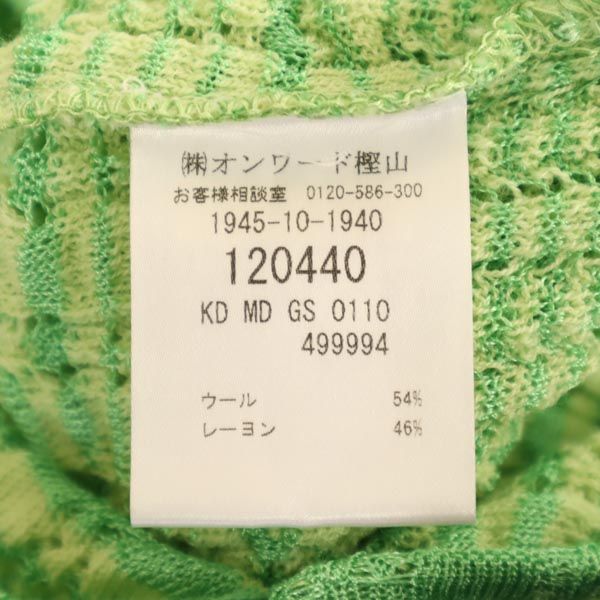 ㈱オンワード樫山
お客様相談室 0120-586-300
1945-10-1940
120440
KD MD GS 0110
499994
ウール 54%
レーヨン 46%